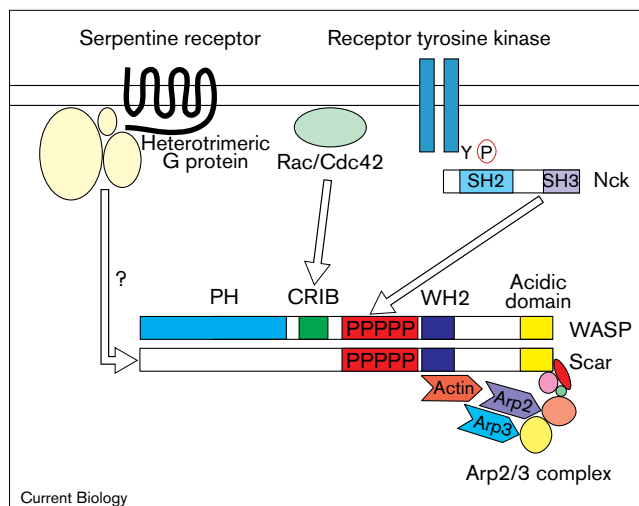 Serpentine receptor
Receptor tyrosine kinase
Heterotrimeric
G protein
Rac/Cdc42
Y P
SH2
SH3
Nck
?
PH
CRIB
WH2
Acidic
domain
PPPPP
WASP
PPPPP
Scar
Actin
Arp2
Arp3
Arp2/3 complex
Current Biology